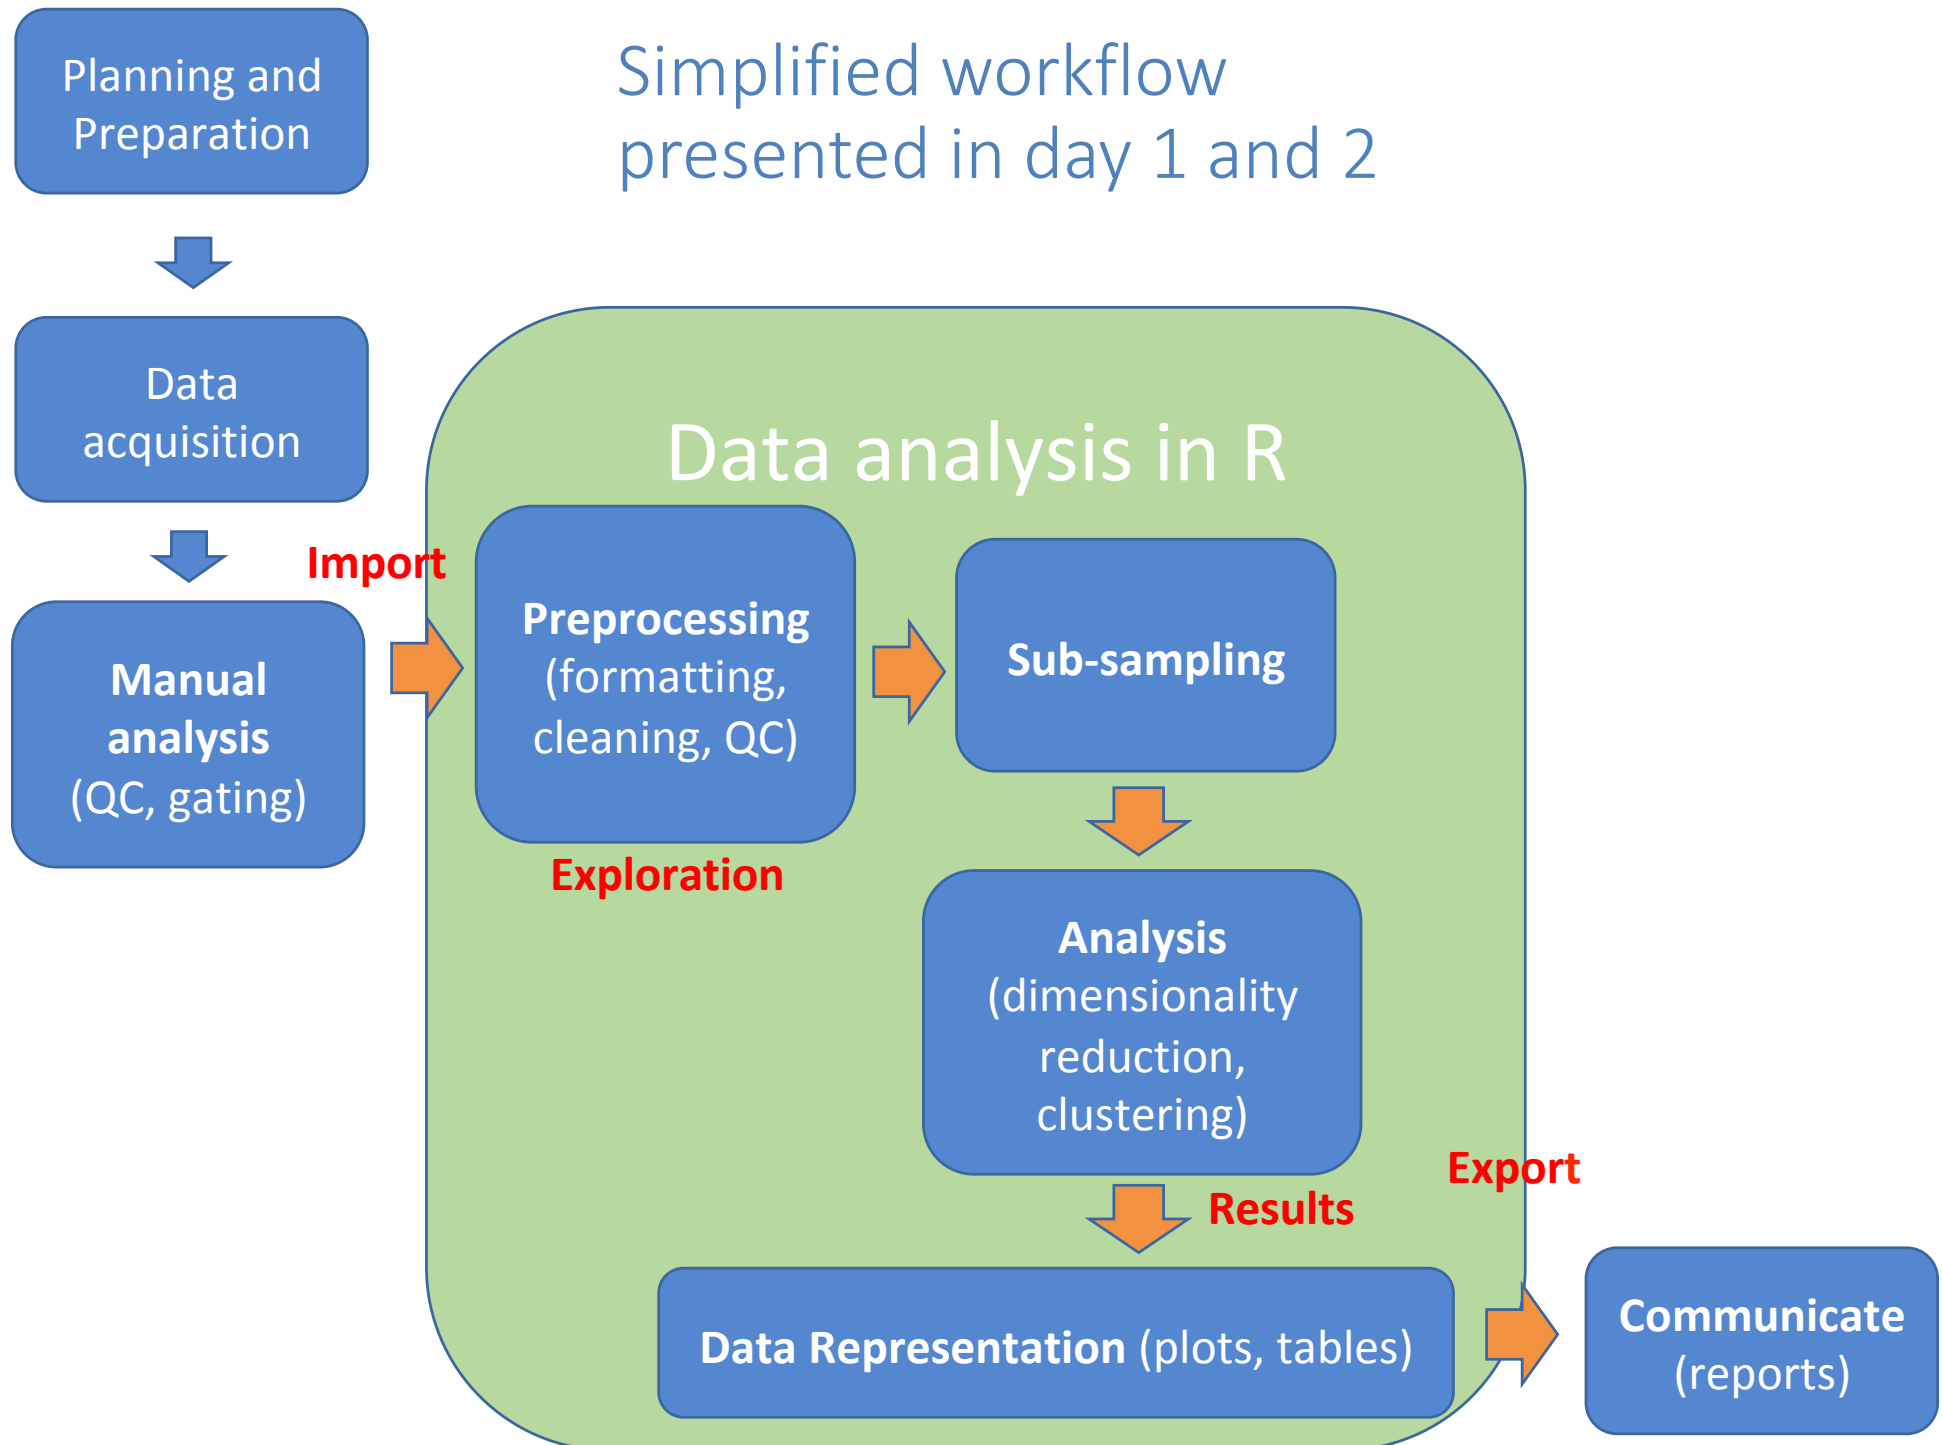 Planning and
Preparation
Simplified workflow
presented in day 1 and 2
Data
acquisition
Import
Manual
analysis
(QC, gating)
Data analysis in R
Preprocessing
(formatting,
cleaning, QC)
Exploration
Sub-sampling
Analysis
(dimensionality
reduction,
clustering)
Results
Export
Data Representation (plots, tables)
Communicate
(reports)